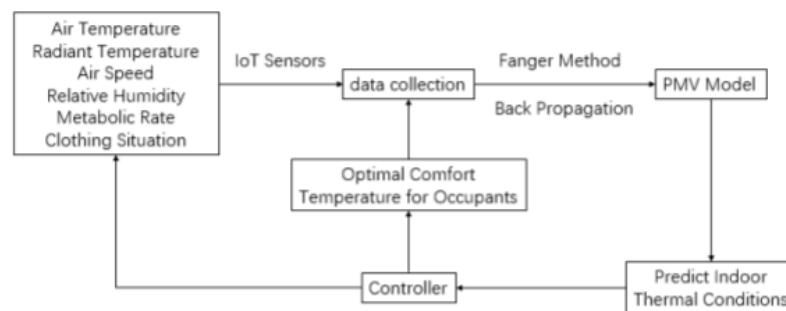 Air Temperature
Radiant Temperature
Air Speed
Relative Humidity
Metabolic Rate
Clothing Situation
IoT Sensors
data collection
Fanger Method
Back Propagation
PMV Model
Optimal Comfort
Temperature for Occupants
Controller
Predict Indoor
Thermal Conditions